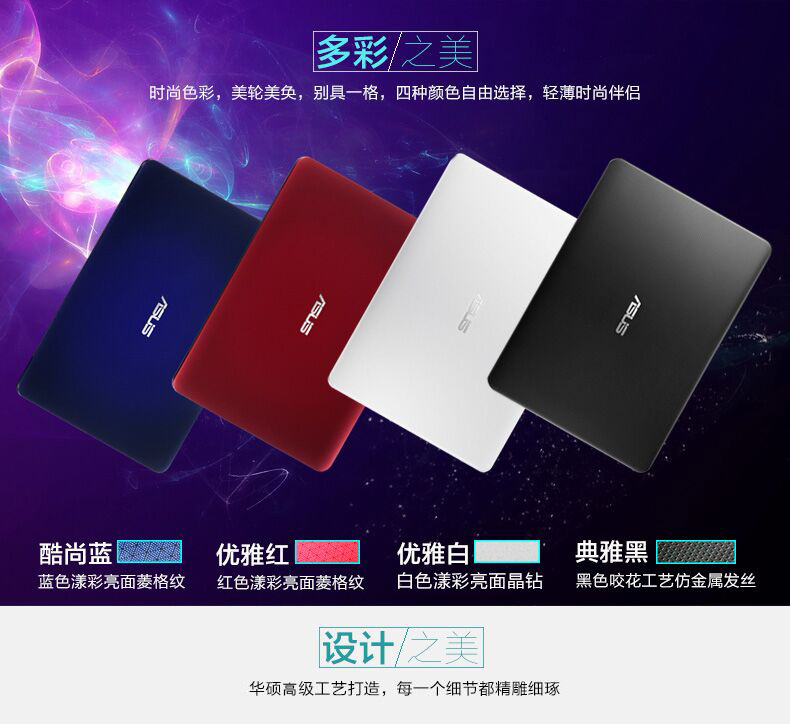 多彩/之美
时尚色彩，美轮美奂，别具一格，四种颜色自由选择，轻薄时尚伴侣
ASUS
ASUS
ASUS
ASUS
酷尚蓝
优雅红
优雅白
典雅黑
蓝色漾彩亮面菱格纹
红色漾彩亮面菱格纹
白色漾彩亮面晶钻
黑色咬花工艺仿金属发丝
设计/之美
华硕高级工艺打造，每一个细节都精雕细琢